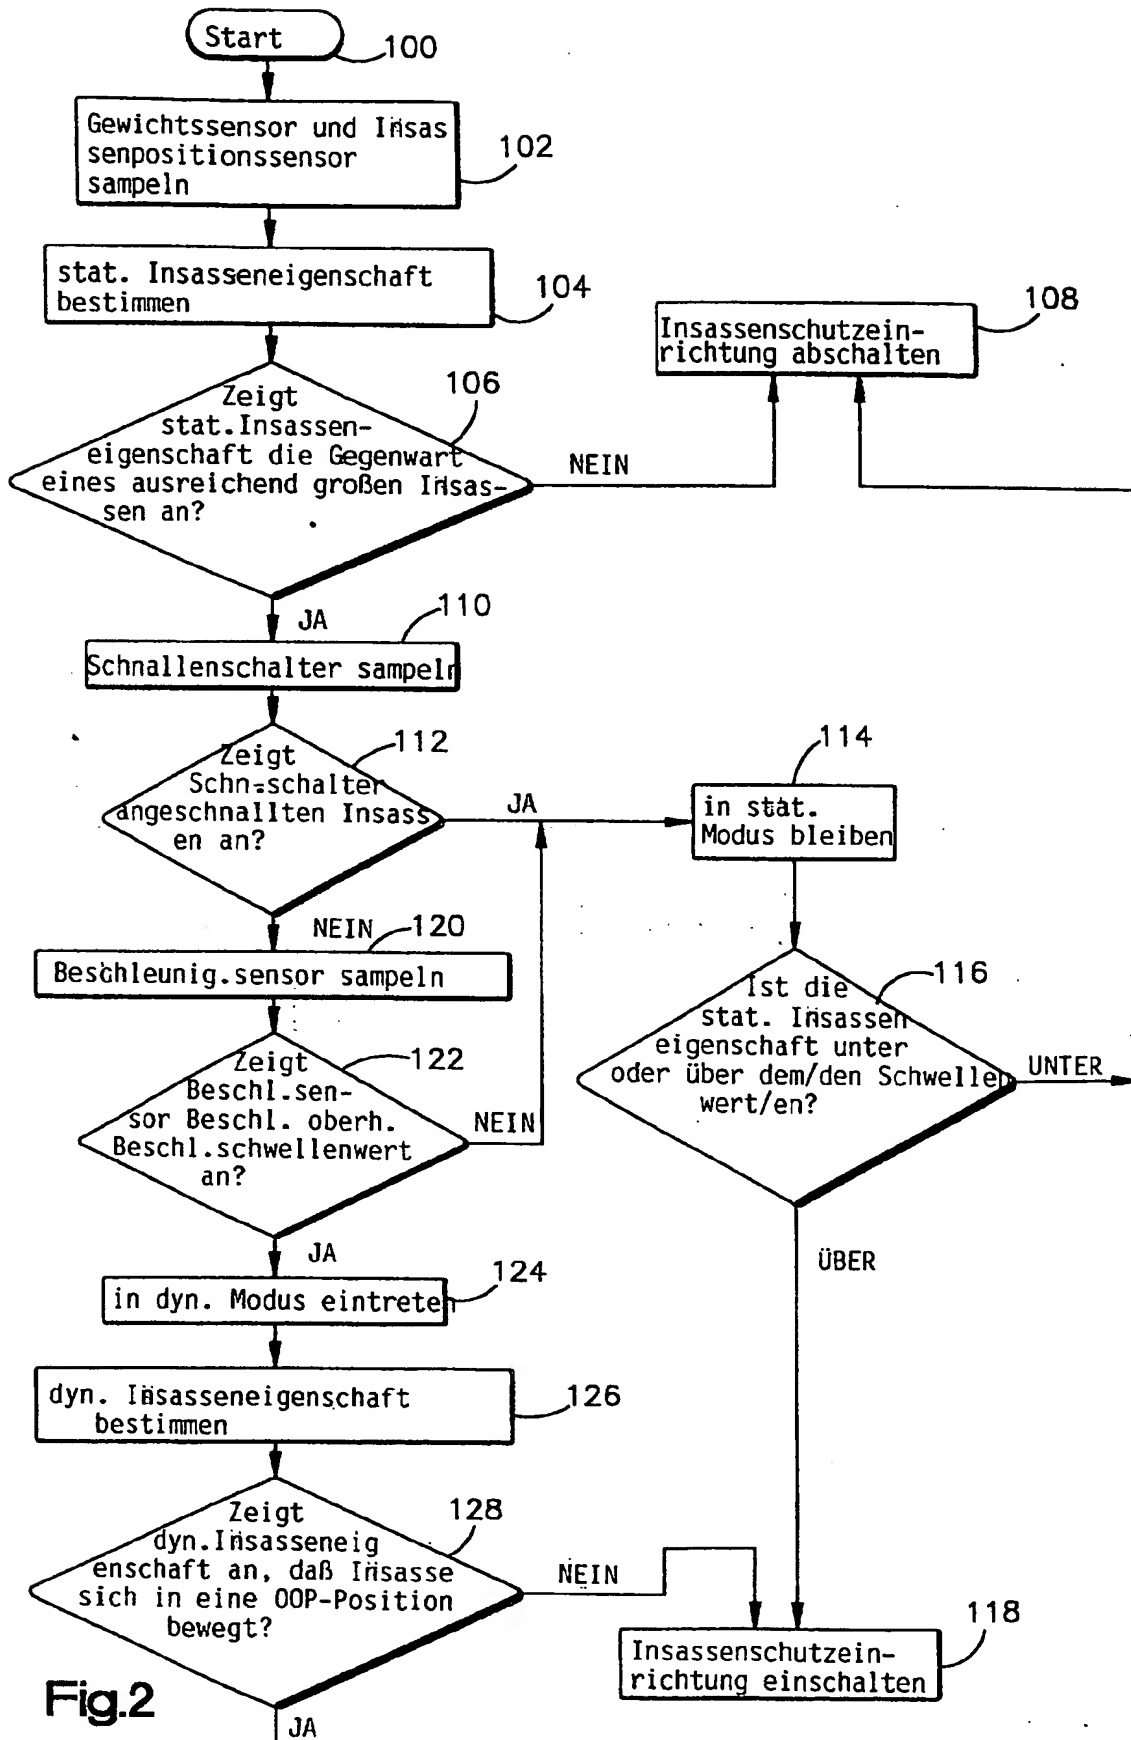 Start
100
Gewichtssensor und Insas
senpositionssensor
sampeln
102
stat. Insasseneigenschaft
bestimmen
104
Insassenschutzein-
richtung abschalten
108
Zeigt
stat.Insassen-
eigenschaft die Gegenwart
eines ausreichend großen Insas-
sen an?
106
NEIN
JA
110
Schnallenschalter sampeln
Zeigt
Schn-schalter
angeschnallten Insass
en an?
112
JA
114
in stat.
Modus bleiben
NEIN
120
Beschleunig.sensor sampeln
Ist die
stat. Insassen
eigenschaft unter
oder über dem/den Schwellen
wert/en?
116
UNTER
Zeigt
Beschl.sen-
sor Beschl. oberh.
Beschl.schwellenwert
an?
122
NEIN
JA
ÜBER
in dyn. Modus eintreten
124
dyn. Insasseneigenschaft
bestimmen
126
Zeigt
dyn.Insasseneig
enschaft an, daß Insasse
sich in eine OOP-Position
bewegt?
128
NEIN
118
Insassenschutzein-
richtung einschalten
Fig.2
JA